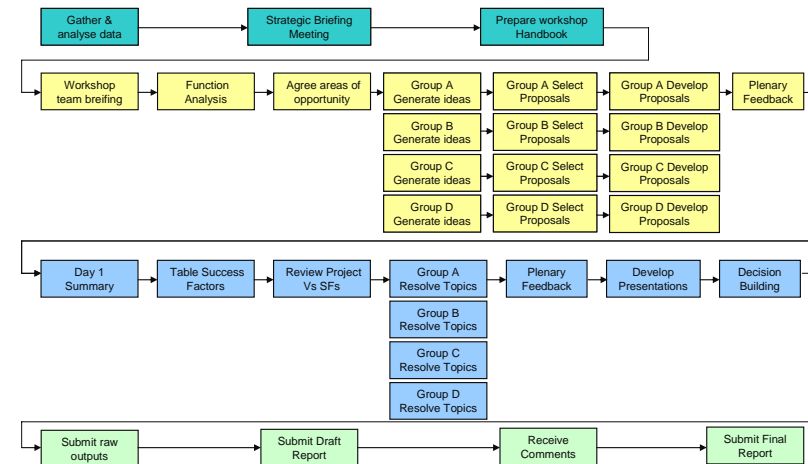 Gather &
analyse data
Strategic Briefing
Meeting
Prepare workshop
Handbook
Workshop
team breifing
Function
Analysis
Agree areas of
opportunity
Group A
Generate ideas
Group A Select
Proposals
Group A Develop
Proposals
Plenary
Feedback
Group B
Generate ideas
Group B Select
Proposals
Group B Develop
Proposals
Group C
Generate ideas
Group C Select
Proposals
Group C Develop
Proposals
Group D
Generate ideas
Group D Select
Proposals
Group D Develop
Proposals
Day 1
Summary
Table Success
Factors
Review Project
Vs SFs
Group A
Resolve Topics
Plenary
Feedback
Develop
Presentations
Decision
Building
Group B
Resolve Topics
Group C
Resolve Topics
Group D
Resolve Topics
Submit raw
outputs
Submit Draft
Report
Receive
Comments
Submit Final
Report